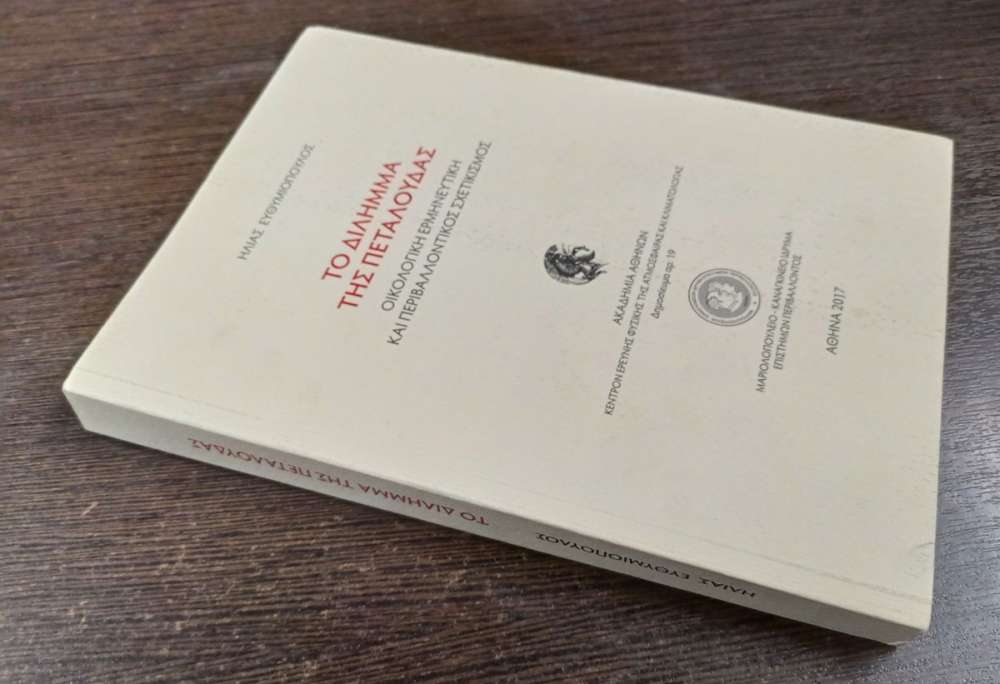 ΗΛΙΑΣ ΕΥΘΥΜΙΟΠΟΥΛΟΣ
ΤΟ ΔΙΛΗΜΜΑ
ΤΗΣ ΠΕΤΑΛΟΥΔΑΣ
ΟΙΚΟΛΟΓΙΚΗ ΕΡΜΗΝΕΥΤΙΚΗ
ΚΑΙ ΠΕΡΙΒΑΛΛΟΝΤΙΚΟΣ ΣΧΕΤΙΚΙΣΜΟΣ
ΑΚΑΔΗΜΙΑ ΑΘΗΝΩΝ
ΚΕΝΤΡΟΝ ΕΡΕΥΝΗΣ ΦΥΣΙΚΗΣ ΤΗΣ ΑΤΜΟΣΦΑΙΡΑΣ ΚΑΙ ΚΛΙΜΑΤΟΛΟΓΙΑΣ
Δημοσίευμα αρ. 19
ΜΑΡΙΟΛΟΠΟΥΛΕΙΟ - ΚΑΝΑΓΚΙΝΕΙΟ ΙΔΡΥΜΑ
ΕΠΙΣΤΗΜΩΝ ΠΕΡΙΒΑΛΛΟΝΤΟΣ
ΑΘΗΝΑ 2017
ΗΛΙΑΣ ΕΥΘΥΜΙΟΠΟΥΛΟΣ
ΤΟ ΔΙΛΗΜΜΑ ΤΗΣ ΠΕΤΑΛΟΥΔΑΣ